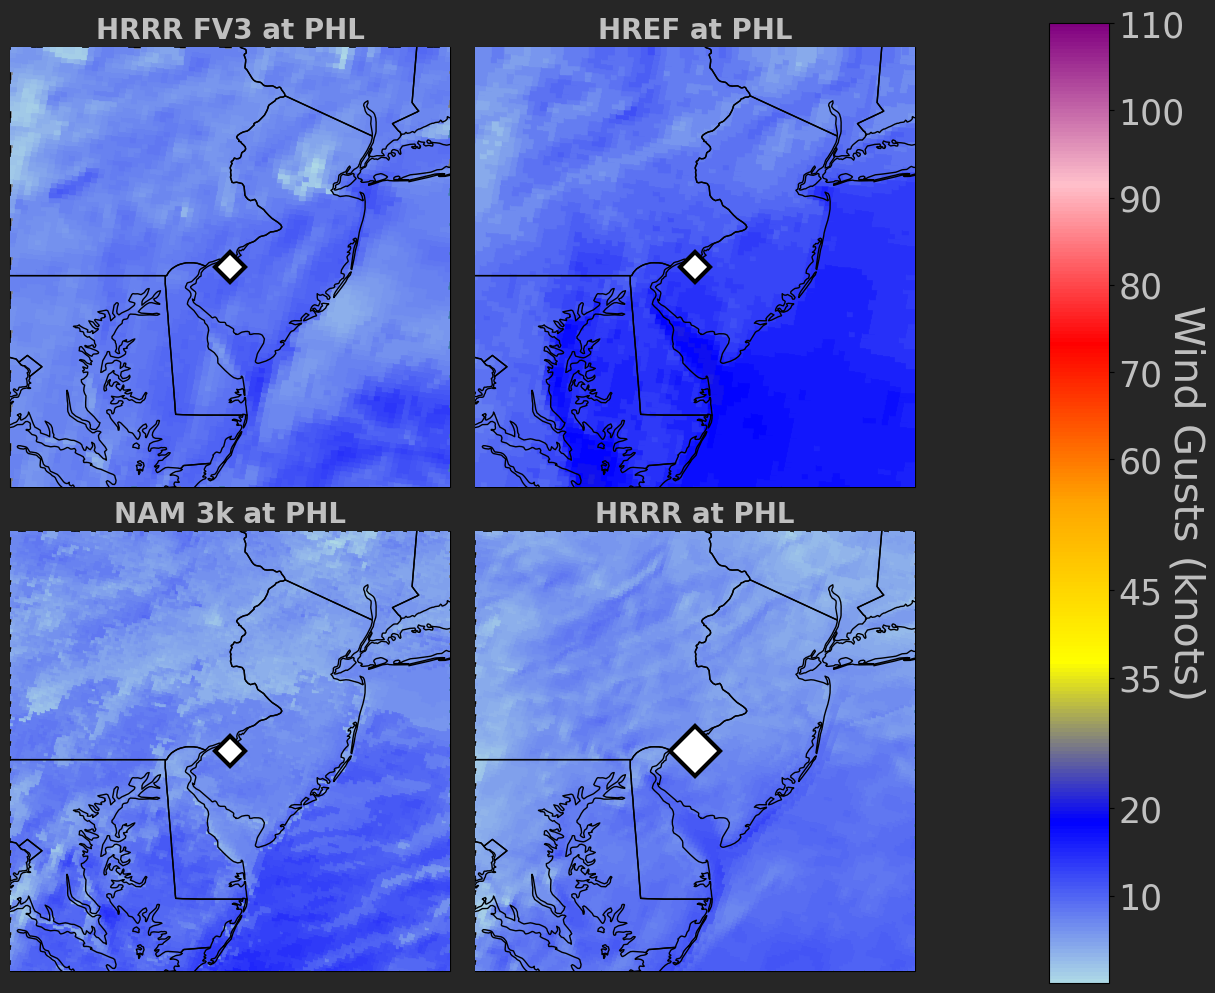 HRRR FV3 at PHL
HREF at PHL
NAM 3k at PHL
HRRR at PHL
110
100
90
80
70
60
45
35
20
10
Wind Gusts (knots)